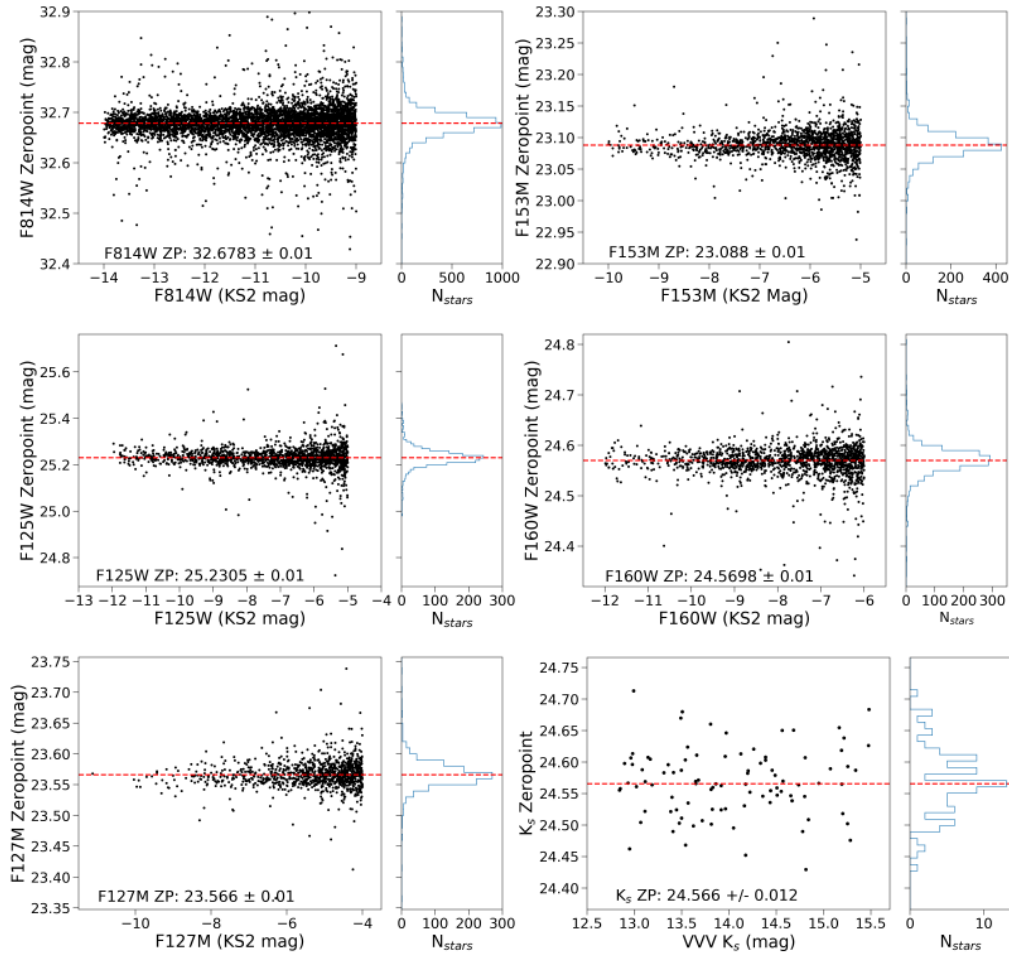 32.9
32.8
32.7
32.6
32.5
32.4
F814W Zeropoint (mag)
F814W ZP: 32.6783 ± 0.01
−14 −13 −12 −11 −10 −9
F814W (KS2 mag)
0 500 1000
N_stars
23.30
23.25
23.20
23.15
23.10
23.05
23.00
22.95
22.90
F153M Zeropoint (mag)
F153M ZP: 23.088 ± 0.01
−10 −9 −8 −7 −6 −5
F153M (KS2 Mag)
0 200 400
N_stars
25.6
25.4
25.2
25.0
24.8
F125W Zeropoint (mag)
F125W ZP: 25.2305 ± 0.01
−13 −12 −11 −10 −9 −8 −7 −6 −5 −4
F125W (KS2 mag)
0 100 200 300
N_stars
24.8
24.7
24.6
24.5
24.4
F160W Zeropoint (mag)
F160W ZP: 24.5698 ± 0.01
−12 −11 −10 −9 −8 −7 −6
F160W (KS2 mag)
0 100 200 300
N_stars
23.75
23.70
23.65
23.60
23.55
23.50
23.45
23.40
23.35
F127M Zeropoint (mag)
F127M ZP: 23.566 ± 0.01
−10 −8 −6 −4
F127M (KS2 mag)
0 100 200 300
N_stars
24.75
24.70
24.65
24.60
24.55
24.50
24.45
24.40
K_s Zeropoint
K_s ZP: 24.566 +/- 0.012
12.5 13.0 13.5 14.0 14.5 15.0 15.5
VVV K_s (mag)
0 10
N_stars